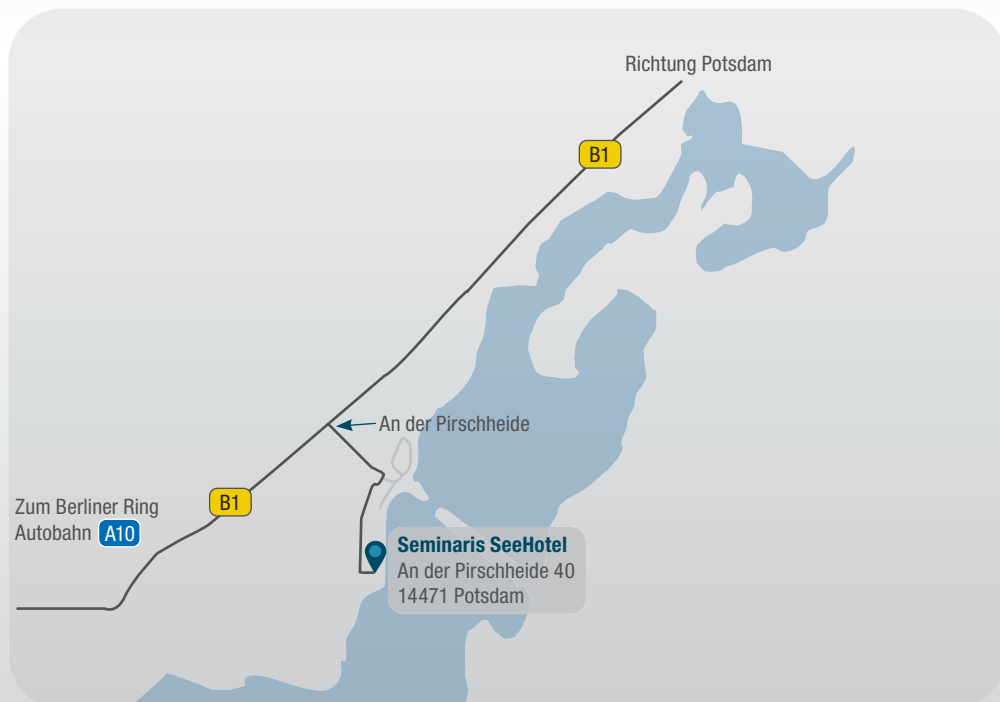 Richtung Potsdam
B1
An der Pirschheide
B1
Zum Berliner Ring
Autobahn A10
Seminaris SeeHotel
An der Pirschheide 40
14471 Potsdam